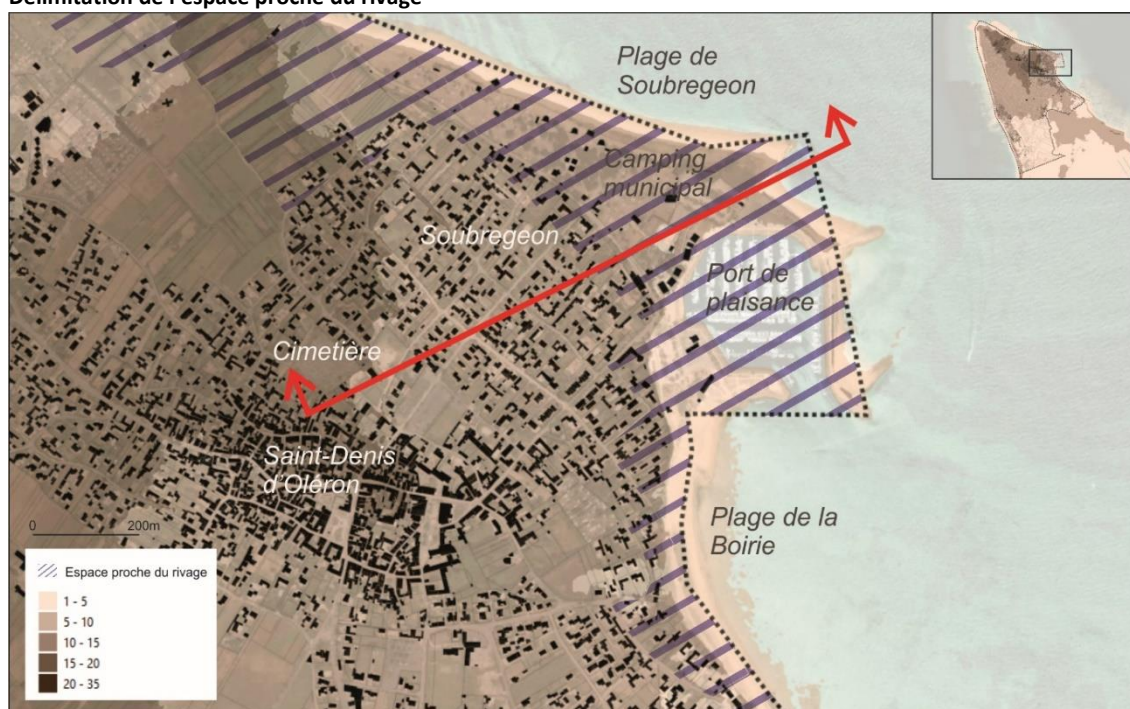 Délimitation de l'espace proche du rivage
Plage de
Soubregeon
Camping
municipal
Soubregeon
Port de
plaisance
Cimetière
Saint-Denis
d'Oléron
Plage de la
Boirie
0 200m
Espace proche du rivage
1 - 5
5 - 10
10 - 15
15 - 20
20 - 35